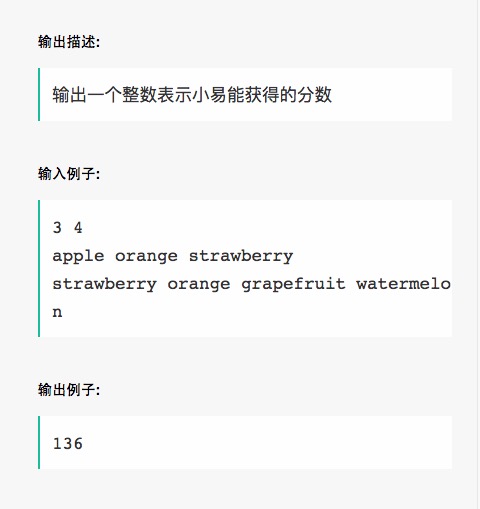 输出描述:
输出一个整数表示小易能获得的分数
输入例子:
3 4
apple orange strawberry
strawberry orange grapefruit watermelo
n
输出例子:
136